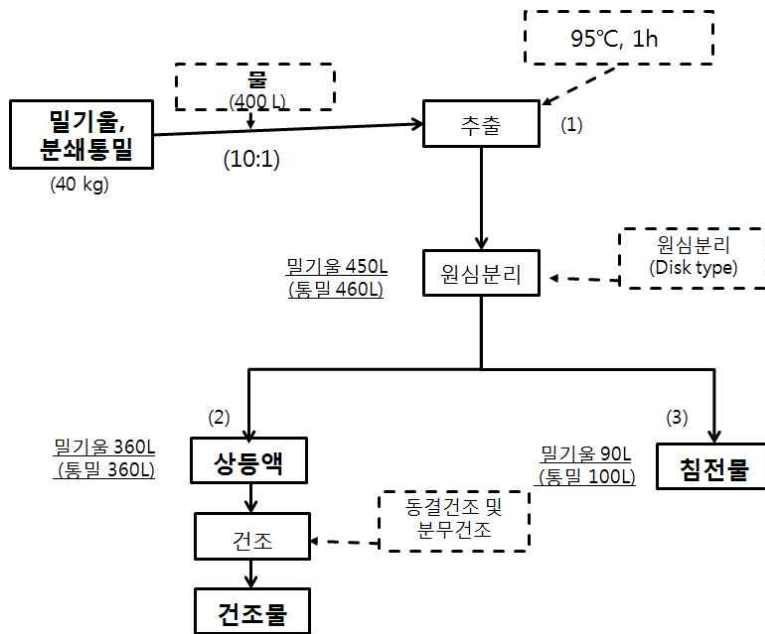 95℃, 1h
물
(400 L)
밀기울,
분쇄통밀
(40 kg)
(10:1)
추출
(1)
밀기울 450L
(통밀 460L)
원심분리
원심분리
(Disk type)
(2)
(3)
밀기울 360L
(통밀 360L)
상등액
밀기울 90L
(통밀 100L)
침전물
동결건조 및
분무건조
건조
건조물